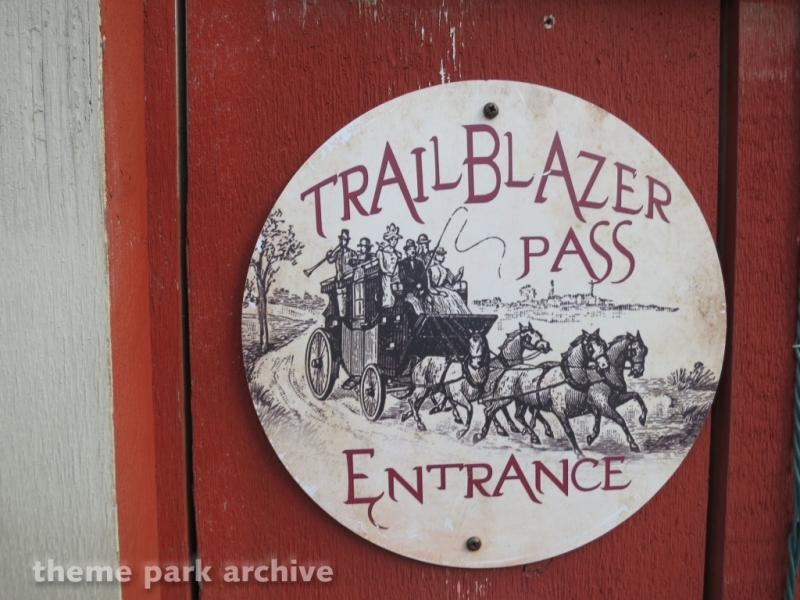 TRAILBLAZER
PASS
ENTRANCE
theme park archive